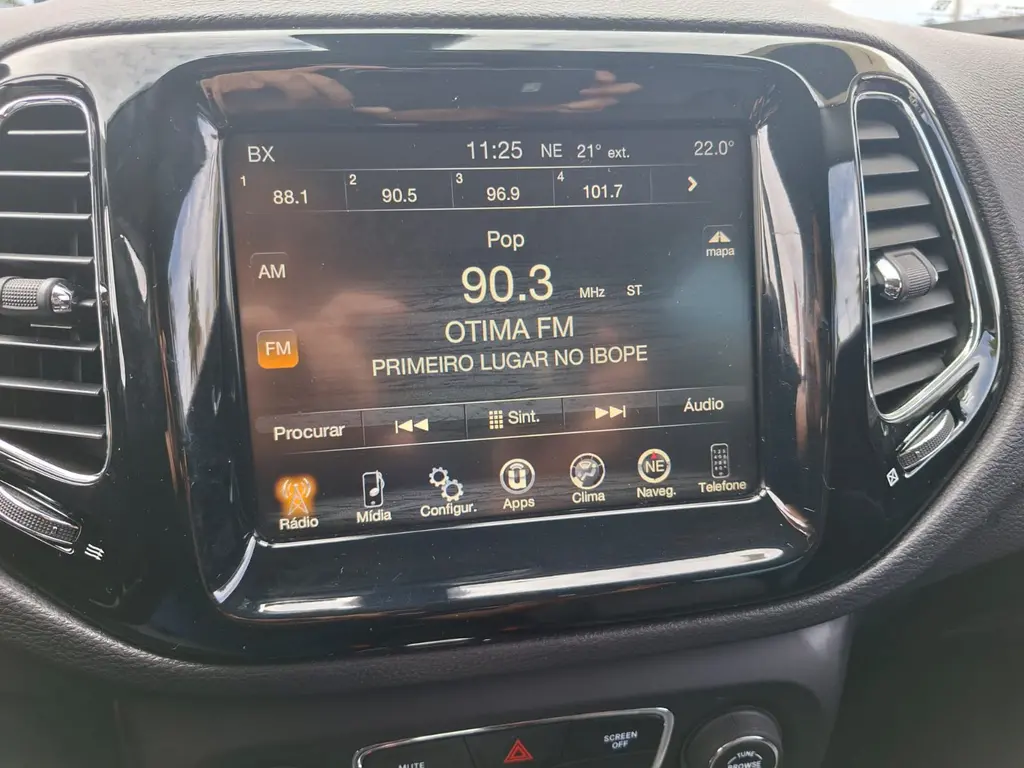 BX 11:25 NE 21° ext. 22.0°
1 88.1 2 90.5 3 96.9 4 101.7
Pop
mapa
AM
90.3 MHz ST
OTIMA FM
FM
PRIMEIRO LUGAR NO IBOPE
Procurar Sint. Áudio
Rádio Mídia Configur. Apps Clima NE Naveg. Telefone
MUTE SCREEN OFF
TUNE
BROWSE